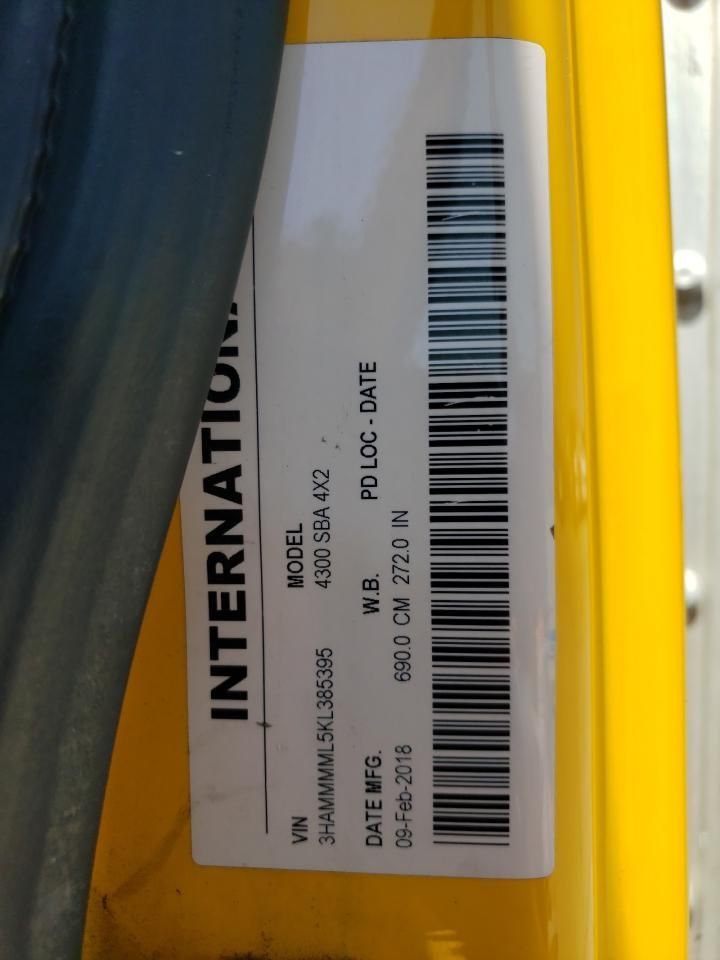 INTERNATIONA
VIN MODEL
3HAMMMML5KL385395 4300 SBA 4X2
DATE MFG. W.B. PD LOC - DATE
09-Feb-2018 690.0 CM 272.0 IN